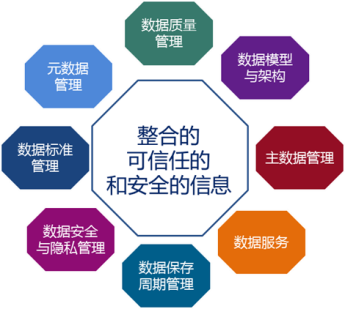 数据质量
管理
数据模型
与架构
主数据管理
数据服务
数据保存
周期管理
数据安全
与隐私管理
数据标准
管理
元数据
管理
整合的
可信任的
和安全的信息